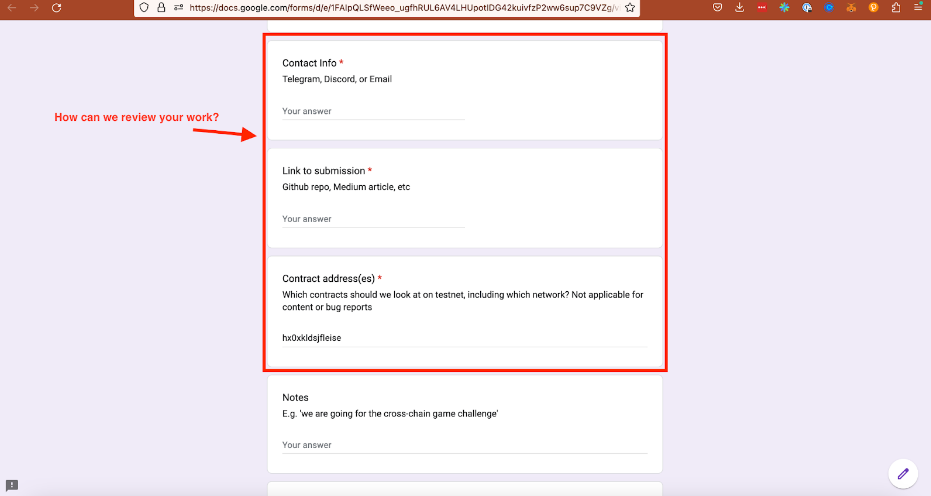 https://docs.google.com/forms/d/e/1FAIpQLSfWeeo_ugfhRUL6AV4LHUpotIDG42kuivfzP2ww6sup7C9VZg/
Contact Info *
Telegram, Discord, or Email
Your answer
How can we review your work?
Link to submission *
Github repo, Medium article, etc
Your answer
Contract address(es) *
Which contracts should we look at on testnet, including which network? Not applicable for
content or bug reports
hx0xkldsjfleise
Notes
E.g. 'we are going for the cross-chain game challenge'
Your answer